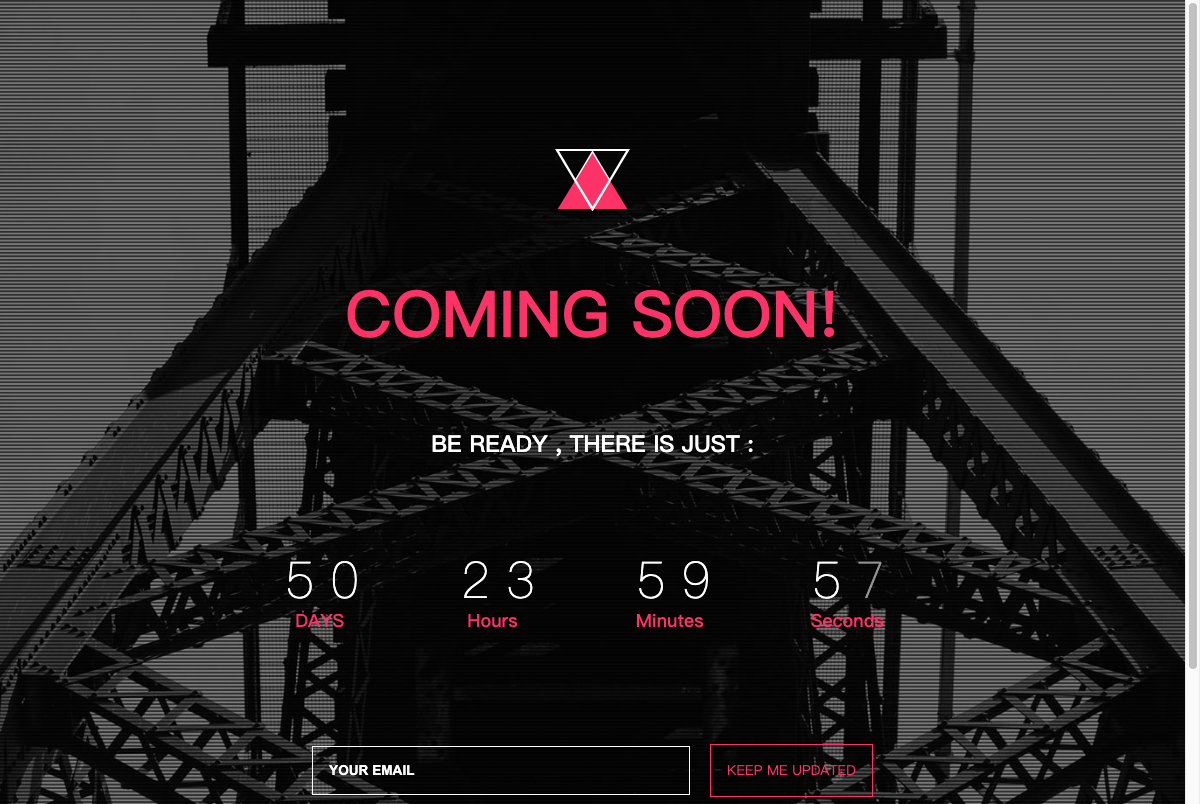 COMING SOON!
BE READY , THERE IS JUST :
50 23 59 57
DAYS Hours Minutes Seconds
YOUR EMAIL KEEP ME UPDATED